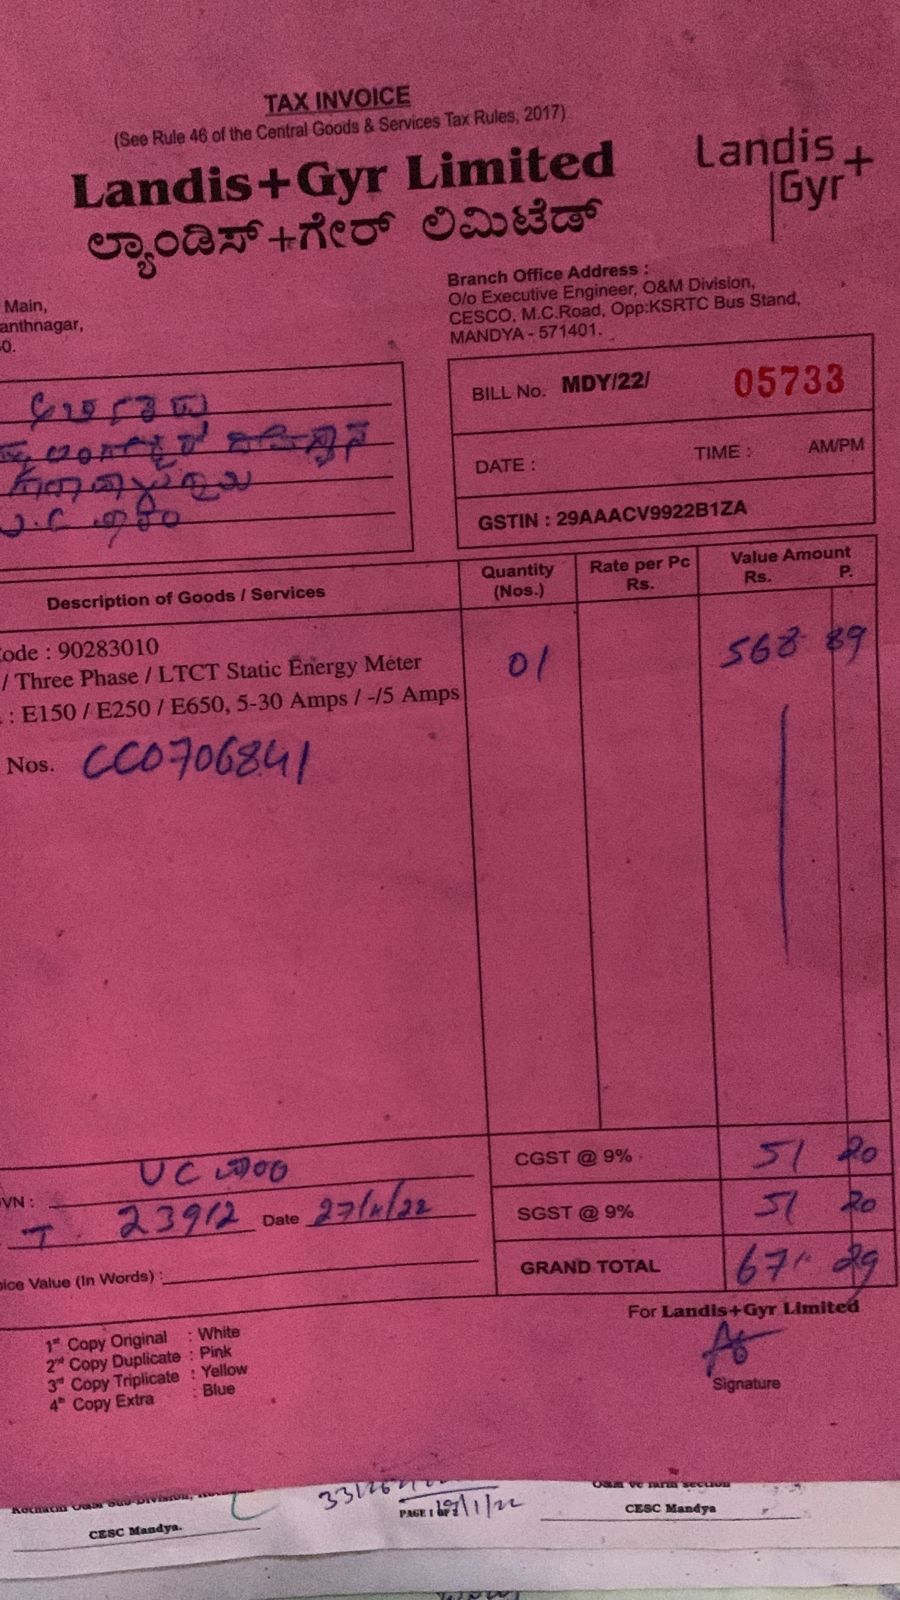 TAX INVOICE
(See Rule 46 of the Central Goods & Services Tax Rules, 2017)
Landis+Gyr Limited
ಲ್ಯಾಂಡಿಸ್+ಗೇರ್ ಲಿಮಿಟೆಡ್
Landis
Gyr+
Main,
anthnagar,
0.
Branch Office Address :
O/o Executive Engineer, O&M Division,
CESCO, M.C.Road, Opp:KSRTC Bus Stand,
MANDYA - 571401.
BILL No. MDY/22/ 05733
DATE : TIME : AM/PM
GSTIN : 29AAACV9922B1ZA
Description of Goods / Services
Quantity
(Nos.)
Rate per Pc
Rs.
Value Amount
Rs. P.
ode : 90283010
/ Three Phase / LTCT Static Energy Meter
: E150 / E250 / E650, 5-30 Amps / -/5 Amps
01
568 89
Nos. CC0706841
CGST @ 9% 51 20
SGST @ 9% 51 20
GRAND TOTAL 671 29
UC
VN :
T 23912 Date
ice Value (In Words) :
For Landis+Gyr Limited
Signature
1st Copy Original : White
2nd Copy Duplicate : Pink
3rd Copy Triplicate : Yellow
4th Copy Extra : Blue
CESC Mandya.
PAGE 1
CESC Mandya